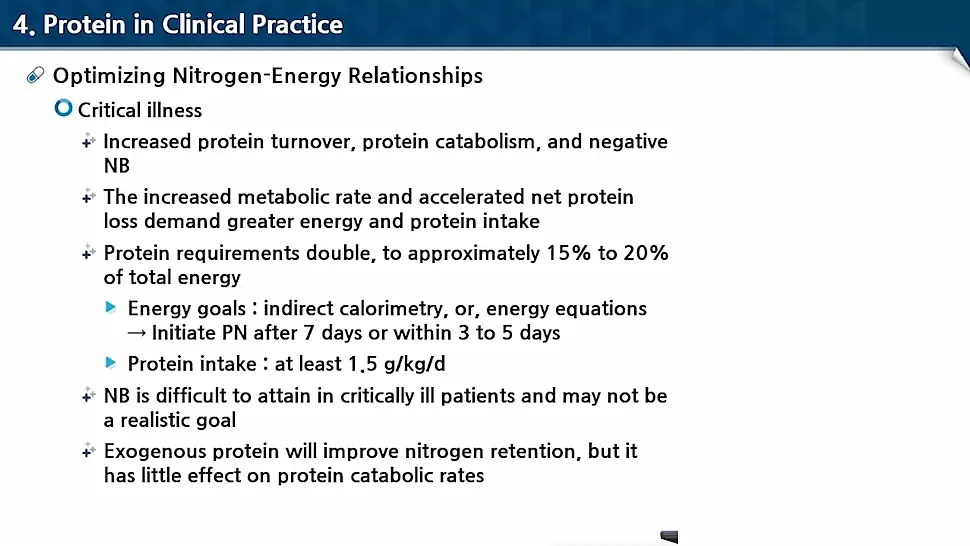 4. Protein in Clinical Practice
Optimizing Nitrogen-Energy Relationships
Critical illness
Increased protein turnover, protein catabolism, and negative
NB
The increased metabolic rate and accelerated net protein
loss demand greater energy and protein intake
Protein requirements double, to approximately 15% to 20%
of total energy
Energy goals : indirect calorimetry, or, energy equations
→ Initiate PN after 7 days or within 3 to 5 days
Protein intake : at least 1.5 g/kg/d
NB is difficult to attain in critically ill patients and may not be
a realistic goal
Exogenous protein will improve nitrogen retention, but it
has little effect on protein catabolic rates